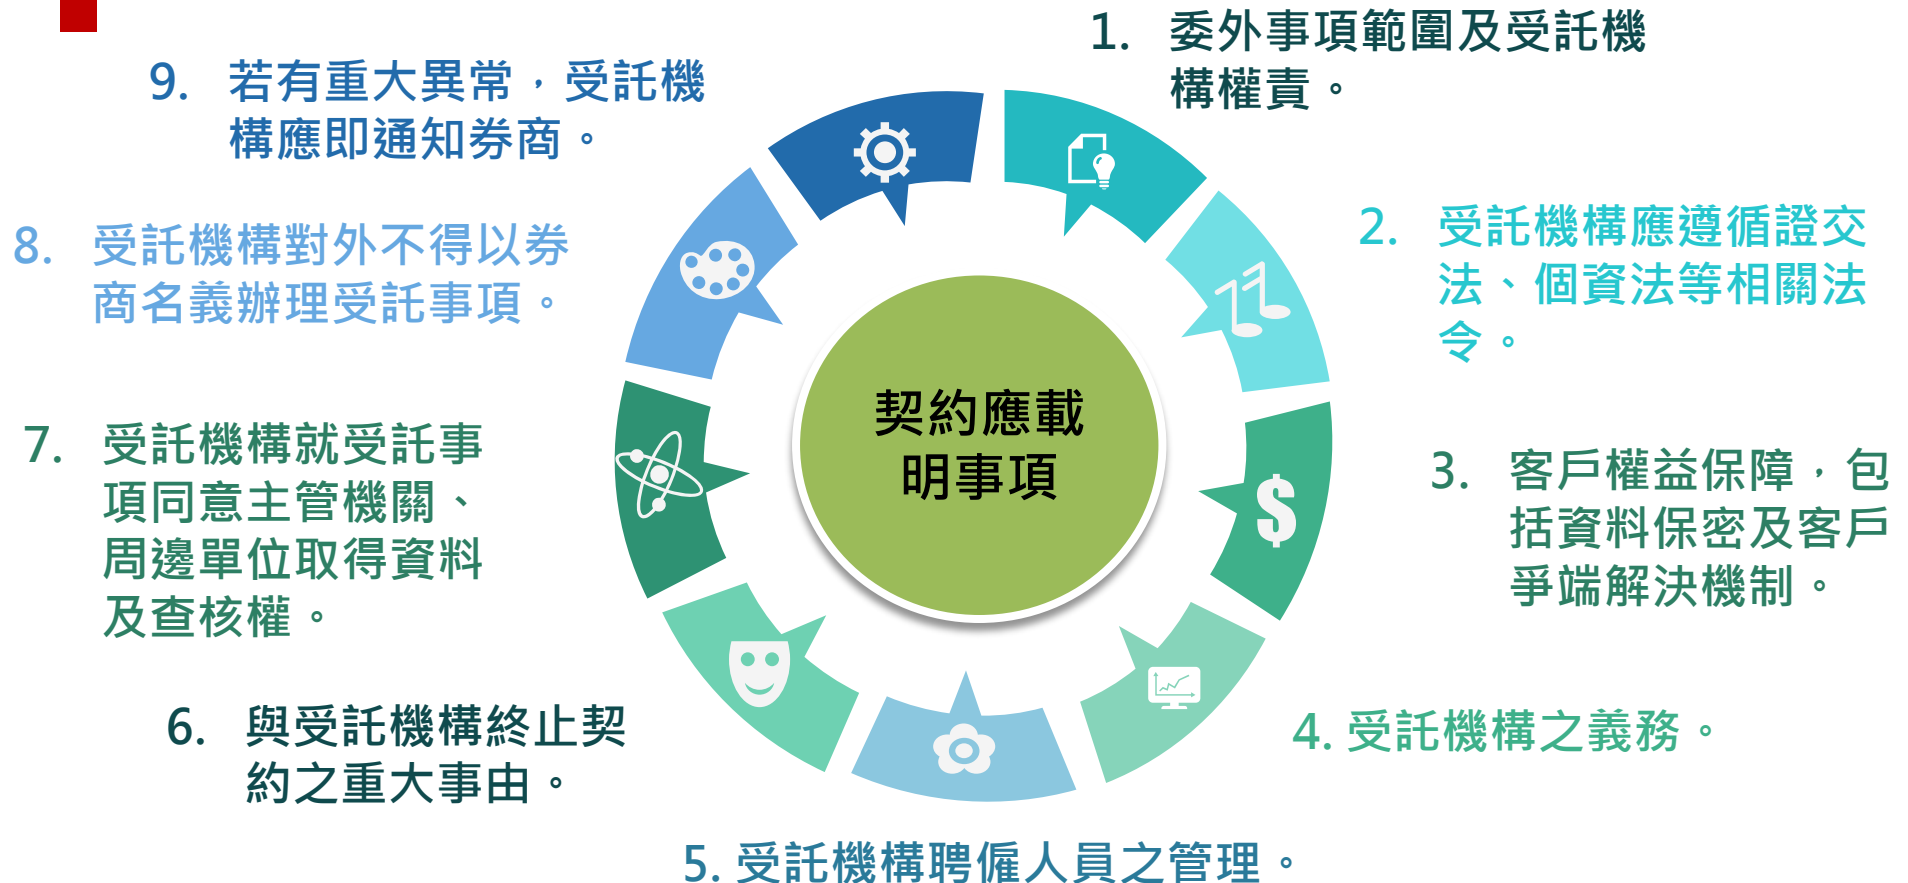 1. 委外事項範圍及受託機
構權責。
2. 受託機構應遵循證交
法、個資法等相關法
令。
3. 客戶權益保障，包
括資料保密及客戶
爭端解決機制。
4. 受託機構之義務。
5. 受託機構聘僱人員之管理。
6. 與受託機構終止契
約之重大事由。
7. 受託機構就受託事
項同意主管機關、
周邊單位取得資料
及查核權。
8. 受託機構對外不得以券
商名義辦理受託事項。
9. 若有重大異常，受託機
構應即通知券商。
契約應載
明事項